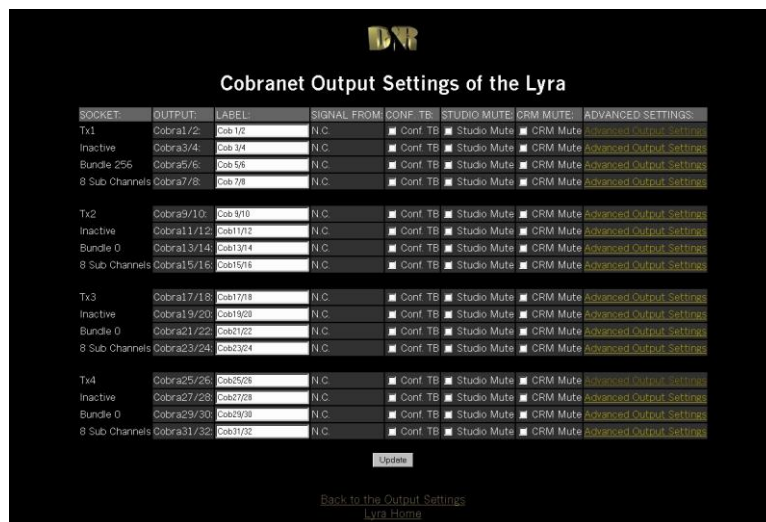 D&R
Cobranet Output Settings of the Lyra
SOCKET: OUTPUT: LABEL: SIGNAL FROM: CONF. TB: STUDIO MUTE: CRM MUTE: ADVANCED SETTINGS:
Tx1 Cobra1/2: Cob 1/2 N.C. Conf. TB Studio Mute CRM Mute Advanced Output Settings
Inactive Cobra3/4: Cob 3/4 N.C. Conf. TB Studio Mute CRM Mute Advanced Output Settings
Bundle 256 Cobra5/6: Cob 5/6 N.C. Conf. TB Studio Mute CRM Mute Advanced Output Settings
8 Sub Channels Cobra7/8: Cob 7/8 N.C. Conf. TB Studio Mute CRM Mute Advanced Output Settings
Tx2 Cobra9/10: Cob 9/10 N.C. Conf. TB Studio Mute CRM Mute Advanced Output Settings
Inactive Cobra11/12: Cob11/12 N.C. Conf. TB Studio Mute CRM Mute Advanced Output Settings
Bundle 0 Cobra13/14: Cob13/14 N.C. Conf. TB Studio Mute CRM Mute Advanced Output Settings
8 Sub Channels Cobra15/16: Cob15/16 N.C. Conf. TB Studio Mute CRM Mute Advanced Output Settings
Tx3 Cobra17/18: Cob17/18 N.C. Conf. TB Studio Mute CRM Mute Advanced Output Settings
Inactive Cobra19/20: Cob19/20 N.C. Conf. TB Studio Mute CRM Mute Advanced Output Settings
Bundle 0 Cobra21/22: Cob21/22 N.C. Conf. TB Studio Mute CRM Mute Advanced Output Settings
8 Sub Channels Cobra23/24: Cob23/24 N.C. Conf. TB Studio Mute CRM Mute Advanced Output Settings
Tx4 Cobra25/26: Cob25/26 N.C. Conf. TB Studio Mute CRM Mute Advanced Output Settings
Inactive Cobra27/28: Cob27/28 N.C. Conf. TB Studio Mute CRM Mute Advanced Output Settings
Bundle 0 Cobra29/30: Cob29/30 N.C. Conf. TB Studio Mute CRM Mute Advanced Output Settings
8 Sub Channels Cobra31/32: Cob31/32 N.C. Conf. TB Studio Mute CRM Mute Advanced Output Settings
Update
Back to the Output Settings
Lyra Home